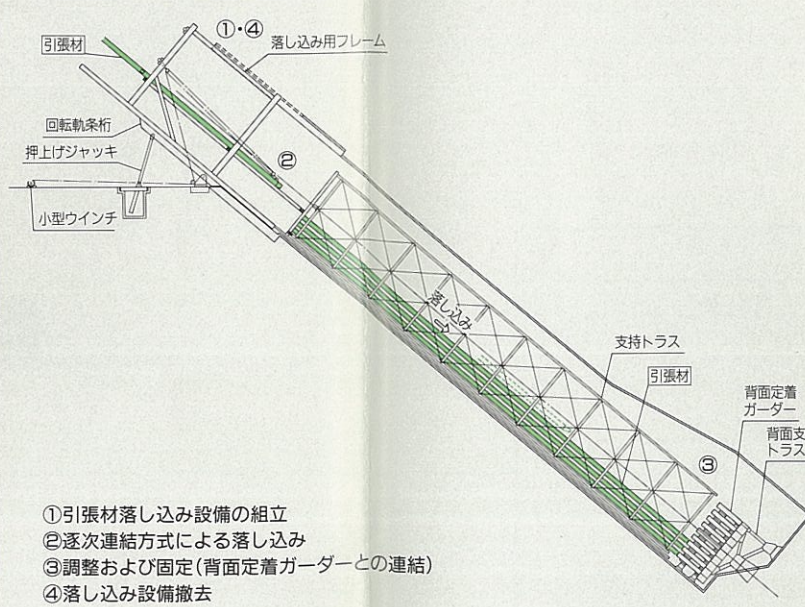 ①・④
引張材
落し込み用フレーム
回転軌条桁
押上げジャッキ
②
小型ウインチ
落し込み
支持トラス
引張材
背面定着
ガーダー
背面支
トラス
③
①引張材落し込み設備の組立
②逐次連結方式による落し込み
③調整および固定(背面定着ガーダーとの連結)
④落し込み設備撤去